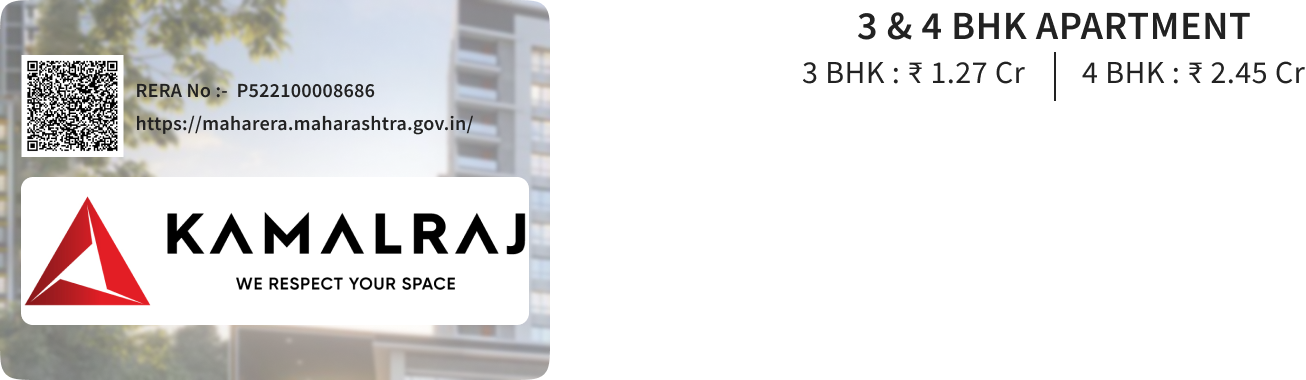 3 & 4 BHK APARTMENT
3 BHK : ₹ 1.27 Cr
4 BHK : ₹ 2.45 Cr
RERA No :- P522100008686
https://maharera.maharashtra.gov.in/
KAMALRAJ
WE RESPECT YOUR SPACE